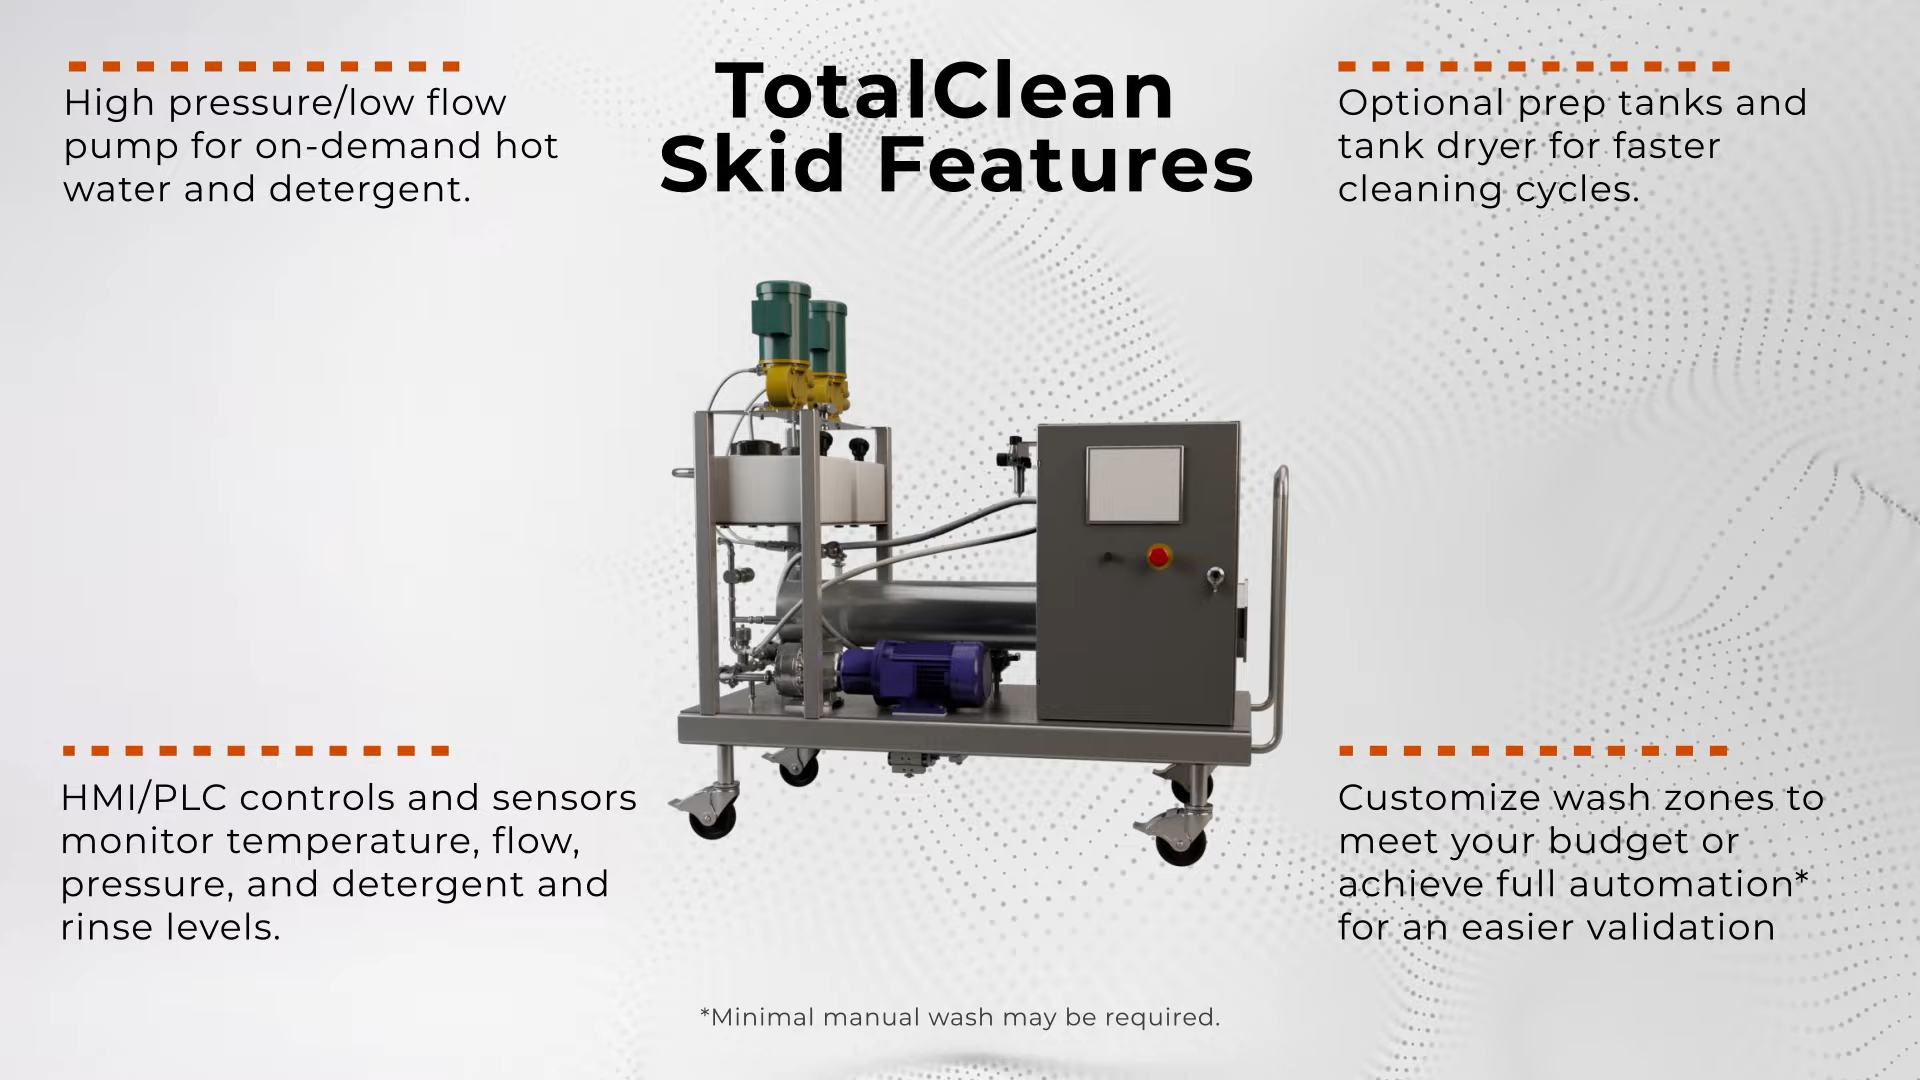 TotalClean
Skid Features
High pressure/low flow
pump for on-demand hot
water and detergent.
Optional prep tanks and
tank dryer for faster
cleaning cycles.
HMI/PLC controls and sensors
monitor temperature, flow,
pressure, and detergent and
rinse levels.
Customize wash zones to
meet your budget or
achieve full automation*
for an easier validation
*Minimal manual wash may be required.